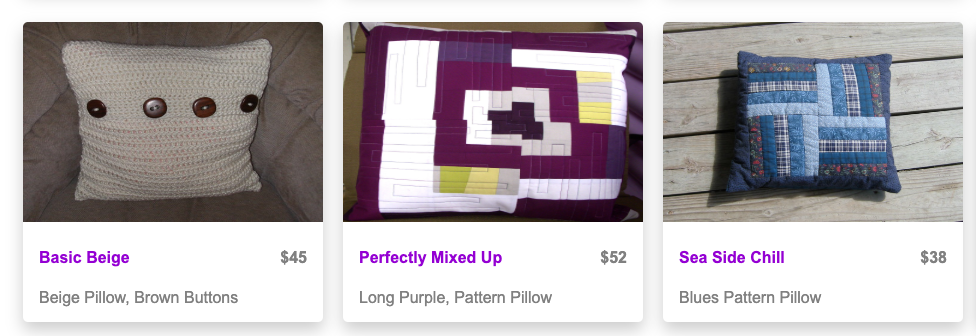 Basic Beige $45
Beige Pillow, Brown Buttons
Perfectly Mixed Up $52
Long Purple, Pattern Pillow
Sea Side Chill $38
Blues Pattern Pillow